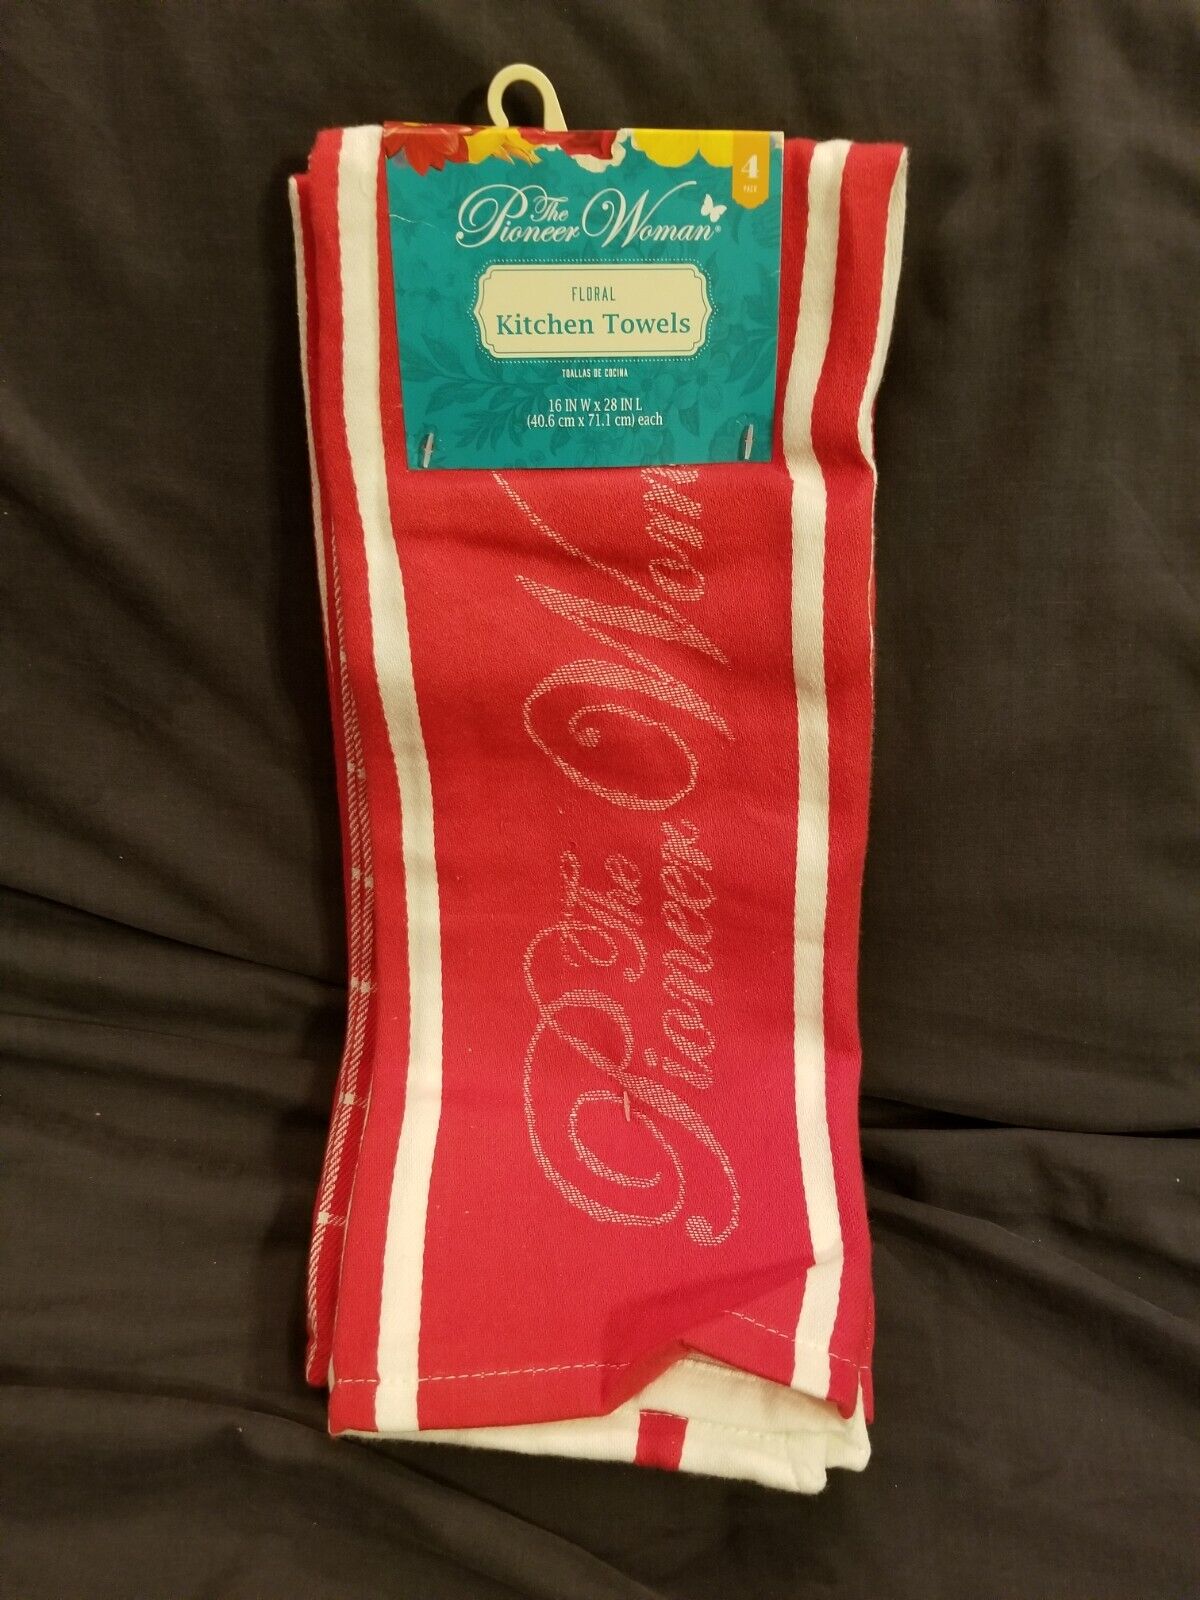 4
PACK
The
Pioneer Woman®
FLORAL
Kitchen Towels
TOALLAS DE COCINA
16 IN W x 28 IN L
(40.6 cm x 71.1 cm) each
The
Pioneer Wom